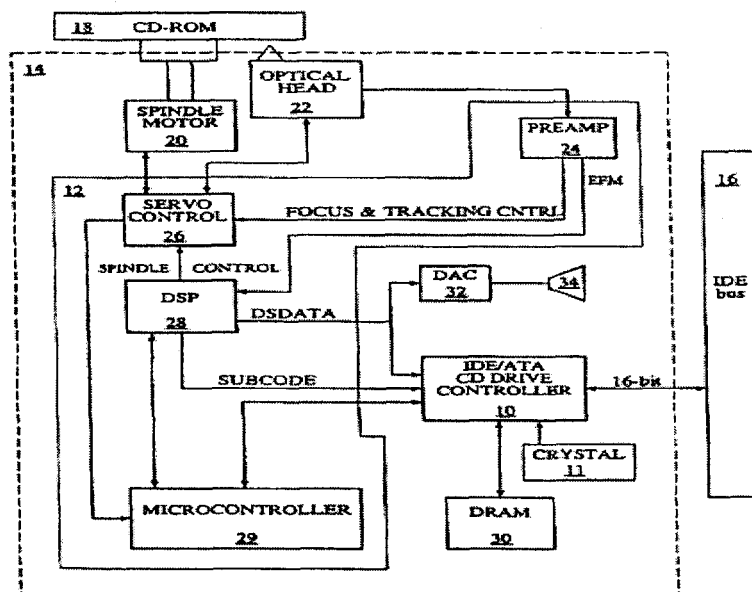 18 CD-ROM
14
OPTICAL
HEAD
22
SPINDLE
MOTOR
20
PREAMP
24
EFM
12
SERVO
CONTROL
26
FOCUS & TRACKING CNTRL
16
IDE
bus
SPINDLE CONTROL
DSP
28
DAC
32
34
DSDATA
SUBCODE
IDE/ATA
CD DRIVE
CONTROLLER
10
16-bit
CRYSTAL
11
MICROCONTROLLER
29
DRAM
30